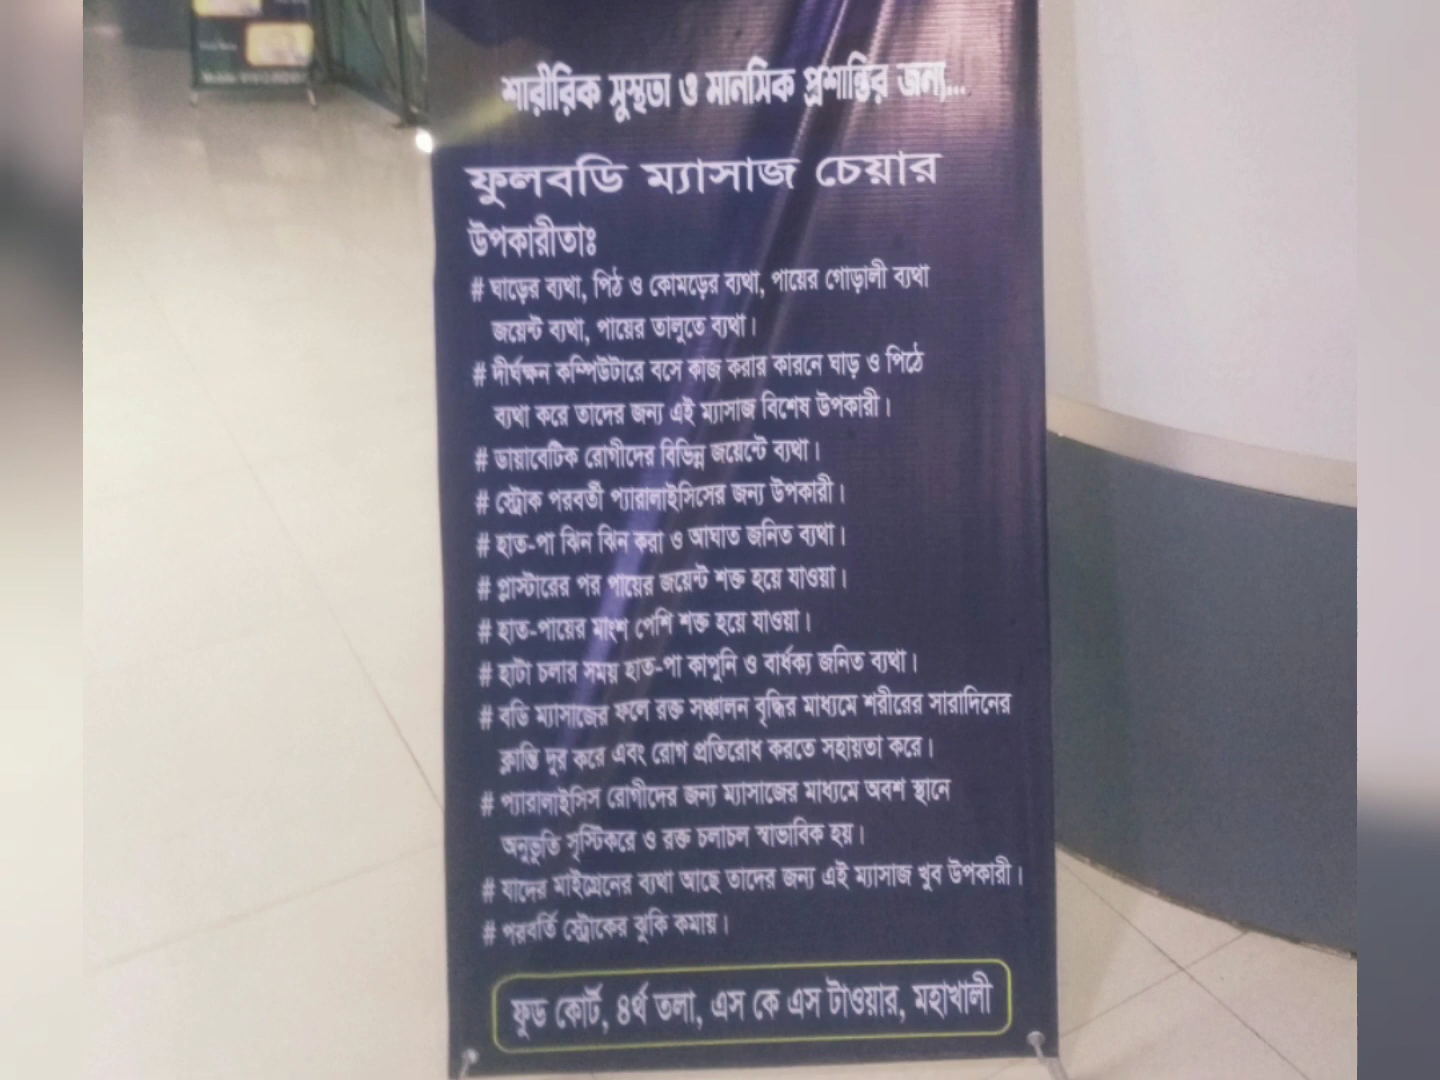 শারীরিক সুস্থতা ও মানসিক প্রশান্তির জন্য...
ফুলবডি ম্যাসাজ চেয়ার
উপকারীতাঃ
# ঘাড়ের ব্যথা, পিঠ ও কোমড়ের ব্যথা, পায়ের গোড়ালী ব্যথা
জয়েন্ট ব্যথা, পায়ের তালুতে ব্যথা।
# দীর্ঘক্ষন কম্পিউটারে বসে কাজ করার কারনে ঘাড় ও পিঠে
ব্যথা করে তাদের জন্য এই ম্যাসাজ বিশেষ উপকারী।
# ডায়াবেটিক রোগীদের বিভিন্ন জয়েন্টে ব্যথা।
# স্ট্রোক পরবর্তী প্যারালাইসিসের জন্য উপকারী।
# হাত-পা ঝিন ঝিন করা ও আঘাত জনিত ব্যথা।
# প্লাস্টারের পর পায়ের জয়েন্ট শক্ত হয়ে যাওয়া।
# হাত-পায়ের মাংশ পেশি শক্ত হয়ে যাওয়া।
# হাটা চলার সময় হাত-পা কাপুনি ও বার্ধক্য জনিত ব্যথা।
# বডি ম্যাসাজের ফলে রক্ত সঞ্চালন বৃদ্ধির মাধ্যমে শরীরের সারাদিনের
ক্লান্তি দুর করে এবং রোগ প্রতিরোধ করতে সহায়তা করে।
# প্যারালাইসিস রোগীদের জন্য ম্যাসাজের মাধ্যমে অবশ স্থানে
অনুভুতি সৃস্টিকরে ও রক্ত চলাচল স্বাভাবিক হয়।
# যাদের মাইগ্রেনের ব্যথা আছে তাদের জন্য এই ম্যাসাজ খুব উপকারী।
# পরবর্তি স্ট্রোকের ঝুকি কমায়।
ফুড কোর্ট, ৪র্থ তলা, এস কে এস টাওয়ার, মহাখালী